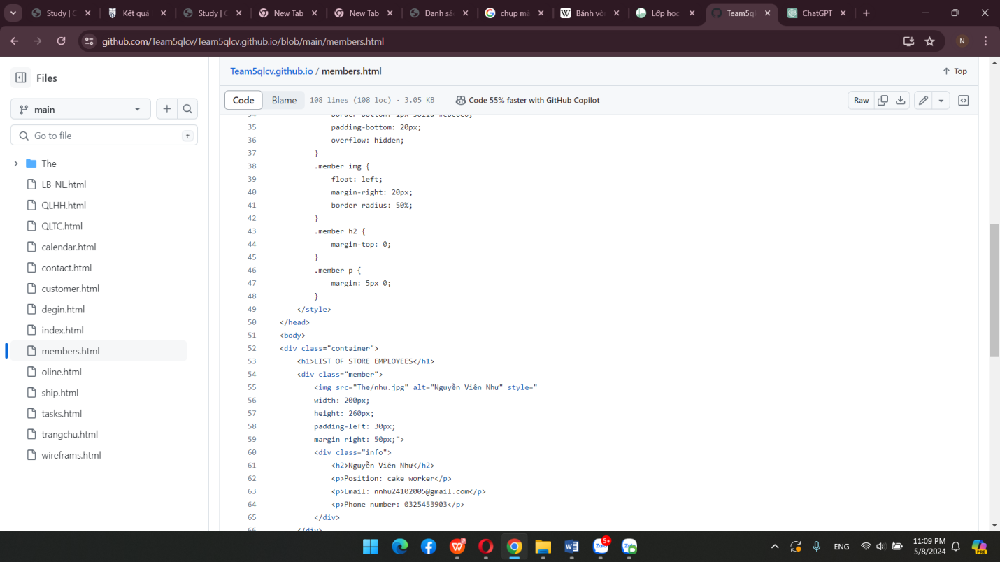 Study | C
Kết quả
Study | C
New Tab
New Tab
Danh sá
chụp mà
Bánh vò
Lớp học
Team5ql
ChatGPT
github.com/Team5qlcv/Team5qlcv.github.io/blob/main/members.html
N
Files
main
Go to file
t
The
LB-NL.html
QLHH.html
QLTC.html
calendar.html
contact.html
customer.html
degin.html
index.html
members.html
oline.html
ship.html
tasks.html
trangchu.html
wireframs.html
Team5qlcv.github.io / members.html
Top
Code
Blame
108 lines (108 loc) · 3.05 KB
Code 55% faster with GitHub Copilot
Raw
35 padding-bottom: 20px;
36 overflow: hidden;
37 }
38 .member img {
39 float: left;
40 margin-right: 20px;
41 border-radius: 50%;
42 }
43 .member h2 {
44 margin-top: 0;
45 }
46 .member p {
47 margin: 5px 0;
48 }
49 </style>
50 </head>
51 <body>
52 <div class="container">
53 <h1>LIST OF STORE EMPLOYEES</h1>
54 <div class="member">
55 <img src="The/nhu.jpg" alt="Nguyễn Viên Như" style="
56 width: 200px;
57 height: 260px;
58 padding-left: 30px;
59 margin-right: 50px;">
60 <div class="info">
61 <h2>Nguyễn Viên Như</h2>
62 <p>Position: cake worker</p>
63 <p>Email: nnhu24102005@gmail.com</p>
64 <p>Phone number: 0325453903</p>
65 </div>
66 </div>
5+
ENG
11:09 PM
5/8/2024
PRE